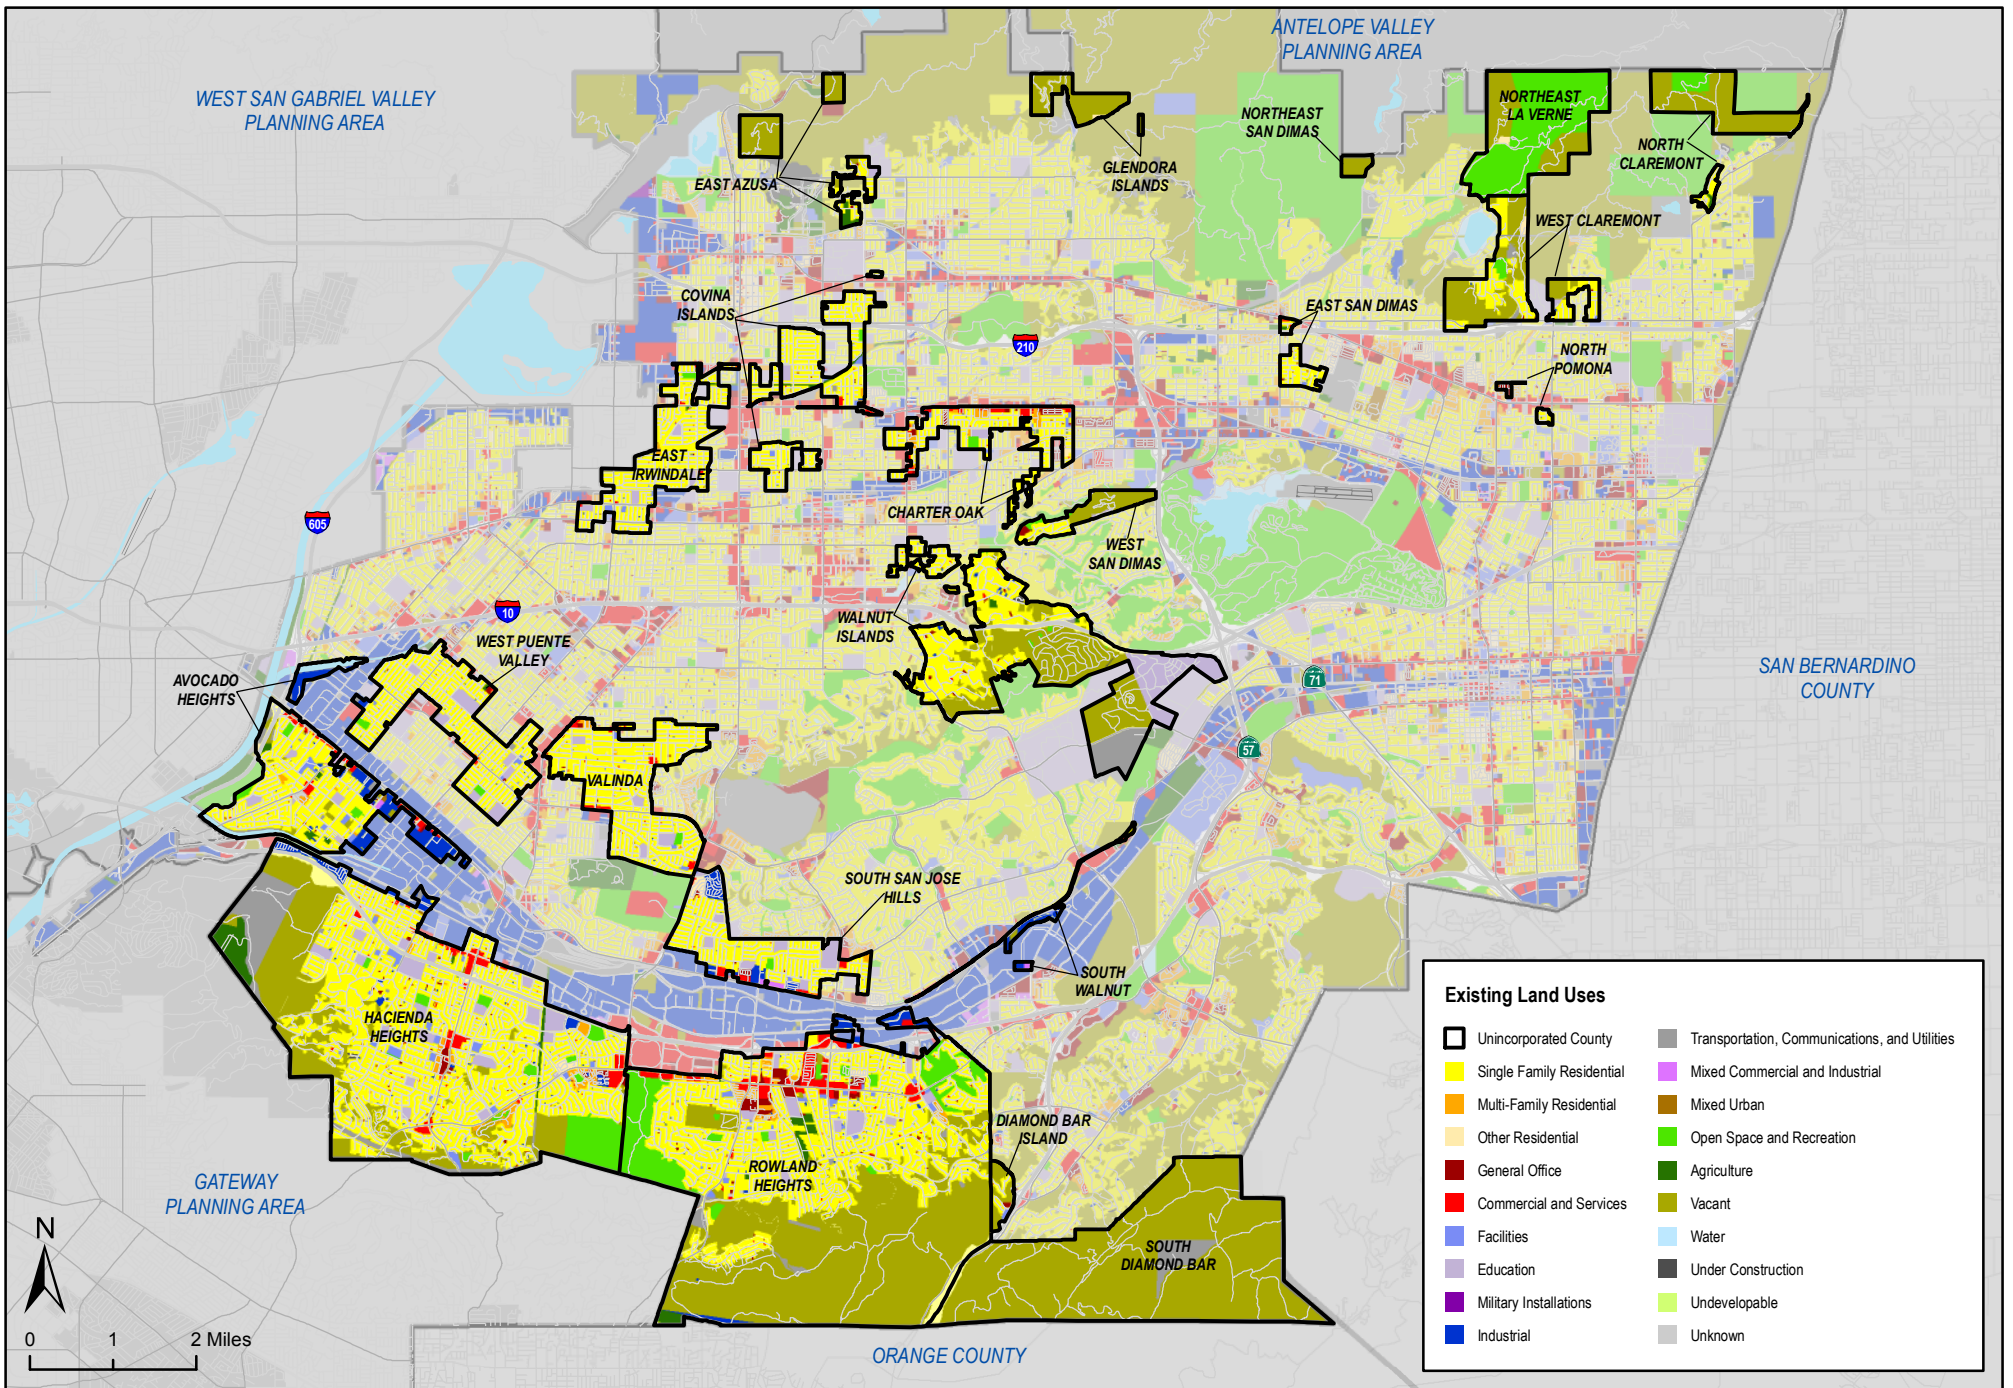 ANTELOPE VALLEY
PLANNING AREA
WEST SAN GABRIEL VALLEY
PLANNING AREA
NORTHEAST
LA VERNE
NORTHEAST
SAN DIMAS
NORTH
CLAREMONT
GLENDORA
ISLANDS
EAST AZUSA
WEST CLAREMONT
COVINA
ISLANDS
EAST SAN DIMAS
210
NORTH
POMONA
EAST
IRWINDALE
CHARTER OAK
605
WEST
SAN DIMAS
10
WALNUT
ISLANDS
WEST PUENTE
VALLEY
AVOCADO
HEIGHTS
71
SAN BERNARDINO
COUNTY
57
VALINDA
SOUTH SAN JOSE
HILLS
SOUTH
WALNUT
HACIENDA
HEIGHTS
DIAMOND BAR
ISLAND
ROWLAND
HEIGHTS
GATEWAY
PLANNING AREA
SOUTH
DIAMOND BAR
ORANGE COUNTY
N
0 1 2 Miles
Existing Land Uses
Unincorporated County
Single Family Residential
Multi-Family Residential
Other Residential
General Office
Commercial and Services
Facilities
Education
Military Installations
Industrial
Transportation, Communications, and Utilities
Mixed Commercial and Industrial
Mixed Urban
Open Space and Recreation
Agriculture
Vacant
Water
Under Construction
Undevelopable
Unknown